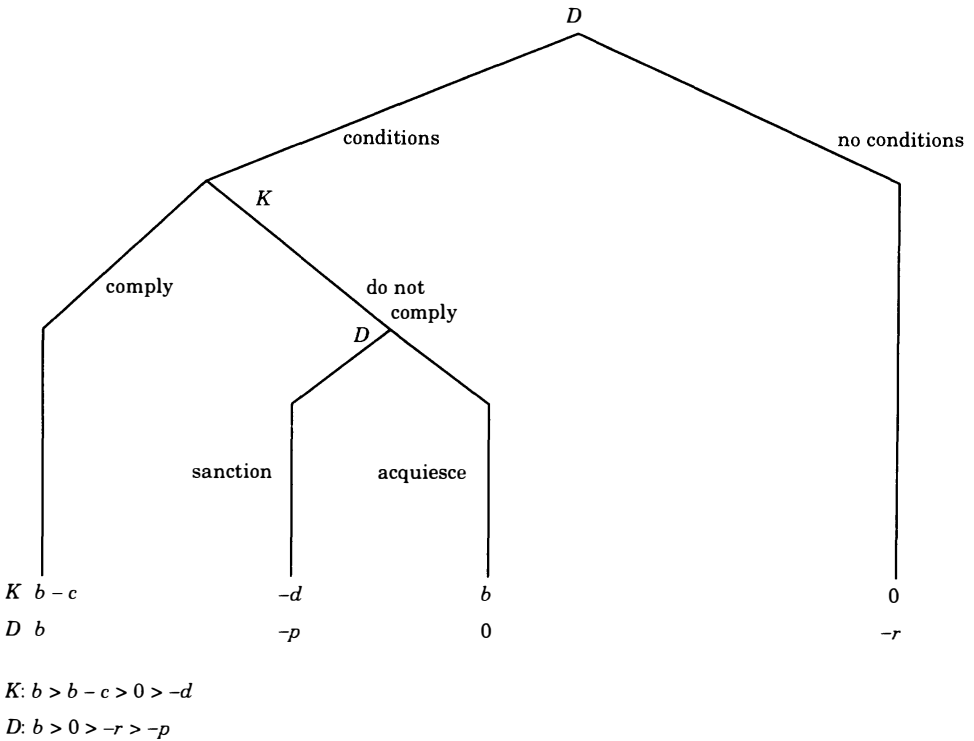 D
conditions
no conditions
K
comply
do not
comply
D
sanction
acquiesce
K b – c –d b 0
D b –p 0 –r
K: b > b – c > 0 > –d
D: b > 0 > –r > –p